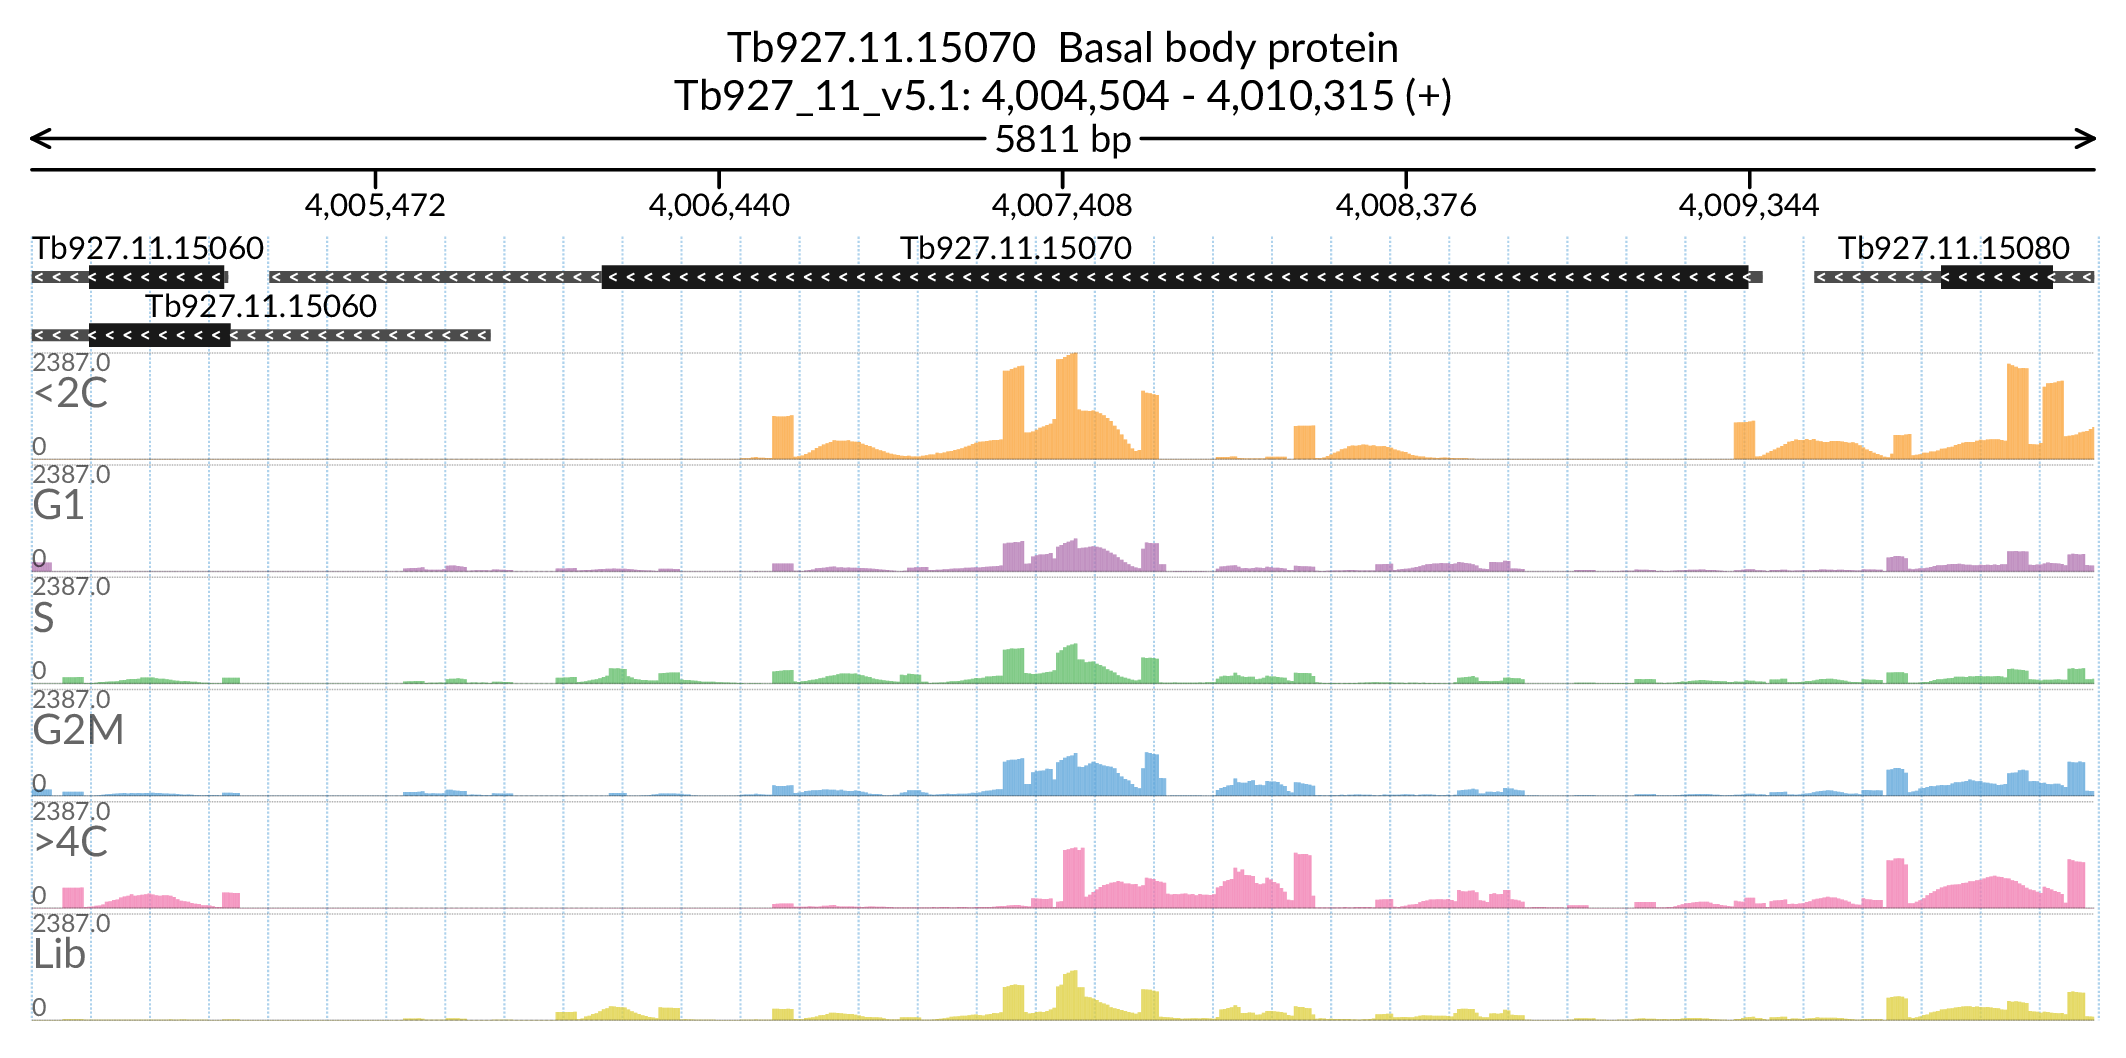 Tb927.11.15070  Basal body protein
Tb927_11_v5.1: 4,004,504 - 4,010,315 (+)
5811 bp
4,005,472 4,006,440 4,007,408 4,008,376 4,009,344
Tb927.11.15060 Tb927.11.15070 Tb927.11.15080
Tb927.11.15060
2387.0
<2C
0
2387.0
G1
0
2387.0
S
0
2387.0
G2M
0
2387.0
>4C
0
2387.0
Lib
0